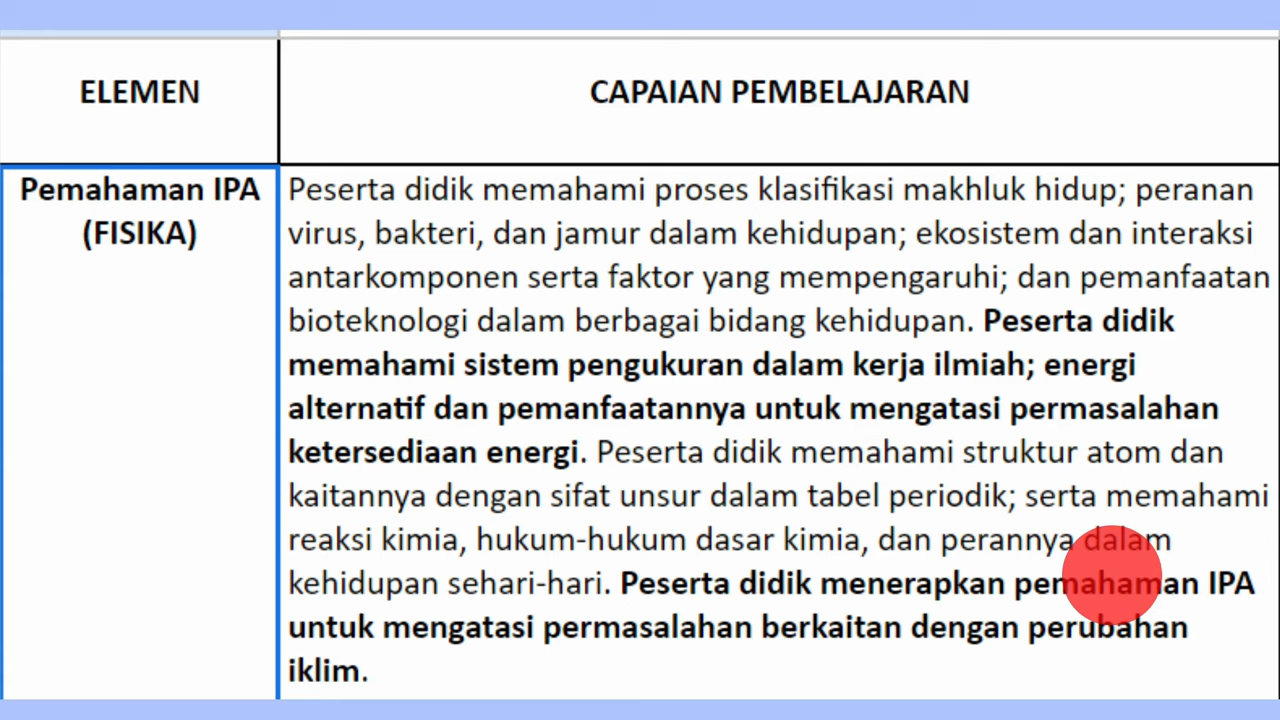 ELEMEN
CAPAIAN PEMBELAJARAN
Pemahaman IPA
(FISIKA)
Peserta didik memahami proses klasifikasi makhluk hidup; peranan
virus, bakteri, dan jamur dalam kehidupan; ekosistem dan interaksi
antarkomponen serta faktor yang mempengaruhi; dan pemanfaatan
bioteknologi dalam berbagai bidang kehidupan. Peserta didik
memahami sistem pengukuran dalam kerja ilmiah; energi
alternatif dan pemanfaatannya untuk mengatasi permasalahan
ketersediaan energi. Peserta didik memahami struktur atom dan
kaitannya dengan sifat unsur dalam tabel periodik; serta memahami
reaksi kimia, hukum-hukum dasar kimia, dan perannya dalam
kehidupan sehari-hari. Peserta didik menerapkan pemahaman IPA
untuk mengatasi permasalahan berkaitan dengan perubahan
iklim.